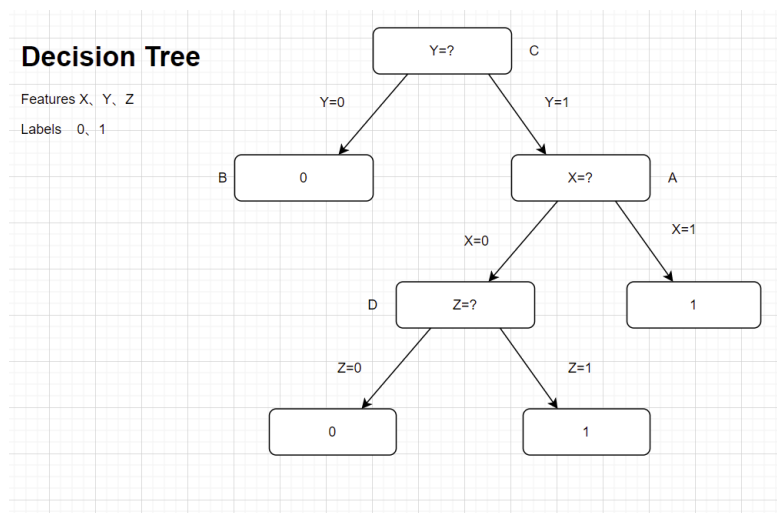 Y=?
C
Decision Tree
Features X、Y、Z
Y=0
Y=1
Labels 0、1
B
0
X=?
A
X=0
X=1
D
Z=?
1
Z=0
Z=1
0
1